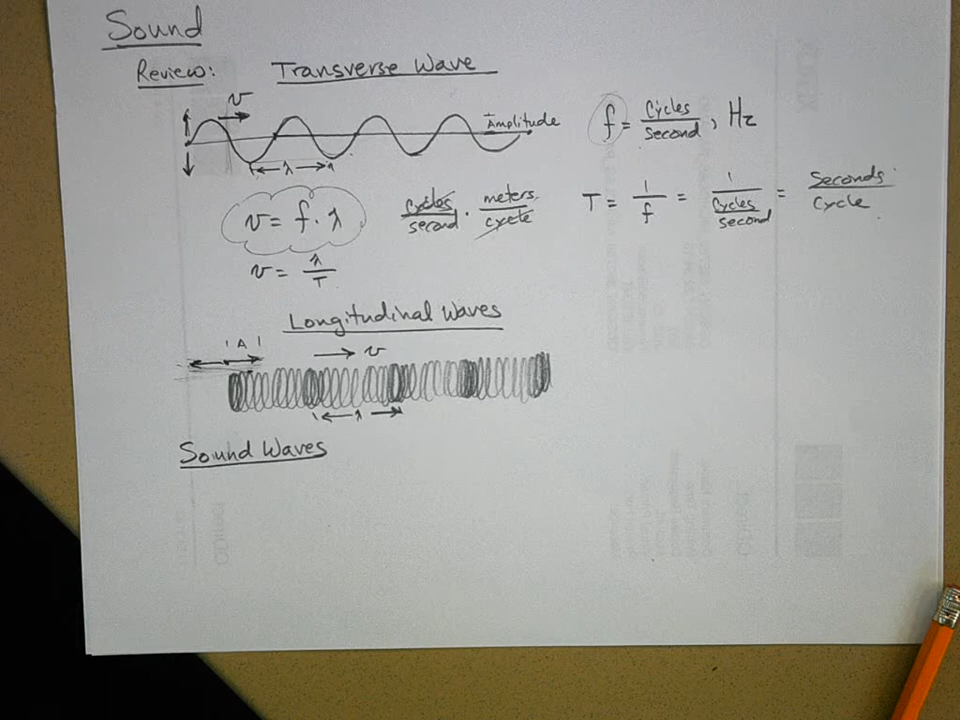 Sound
Review: Transverse Wave
v
Amplitude
λ
f = cycles/second, Hz
v = f · λ
cycles/second · meters/cycle
T = 1/f = 1/(cycles/second) = seconds/cycle
v = λ/T
Longitudinal Waves
A
v
λ
Sound Waves